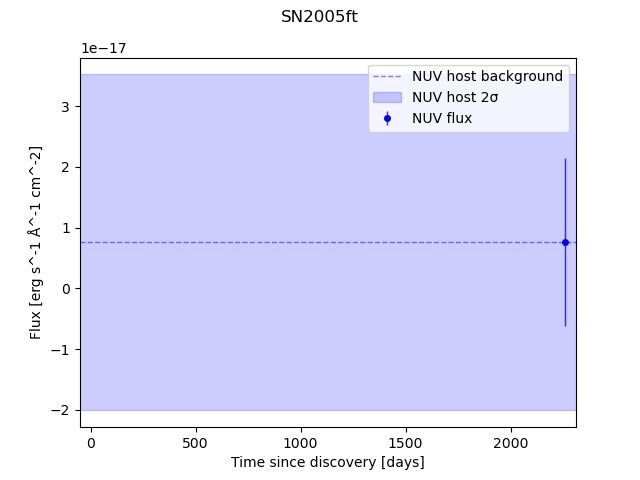 SN2005ft
1e−17
NUV host background
NUV host 2σ
NUV flux
3
2
1
0
−1
−2
Flux [erg s^-1 Å^-1 cm^-2]
0
500
1000
1500
2000
Time since discovery [days]